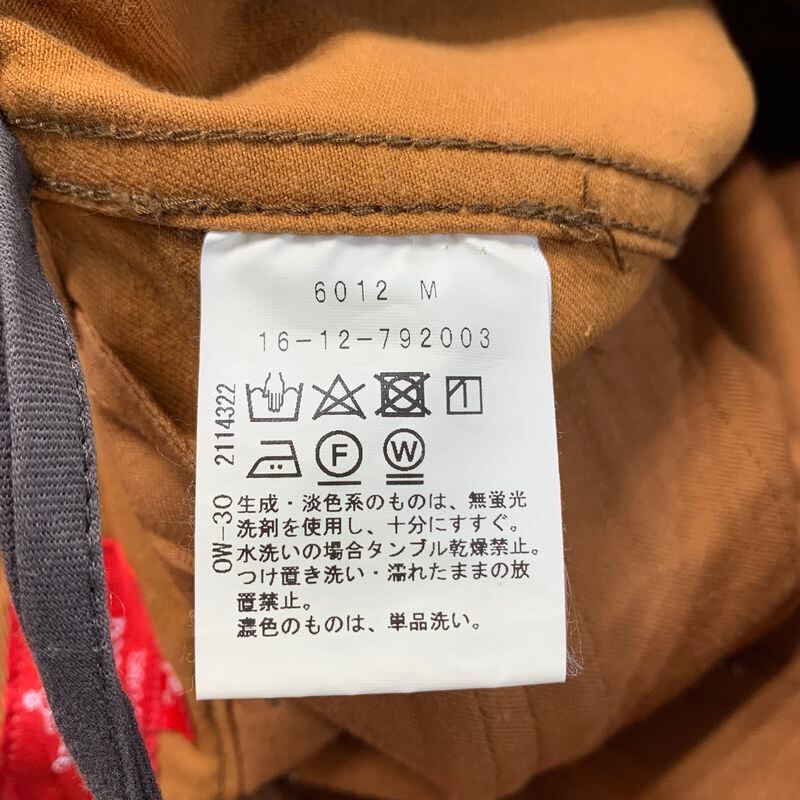 6012 M
16-12-792003
2114322
F
W
OW-30
生成・淡色系のものは、無蛍光
洗剤を使用し、十分にすすぐ。
水洗いの場合タンブル乾燥禁止。
つけ置き洗い・濡れたままの放
置禁止。
濃色のものは、単品洗い。